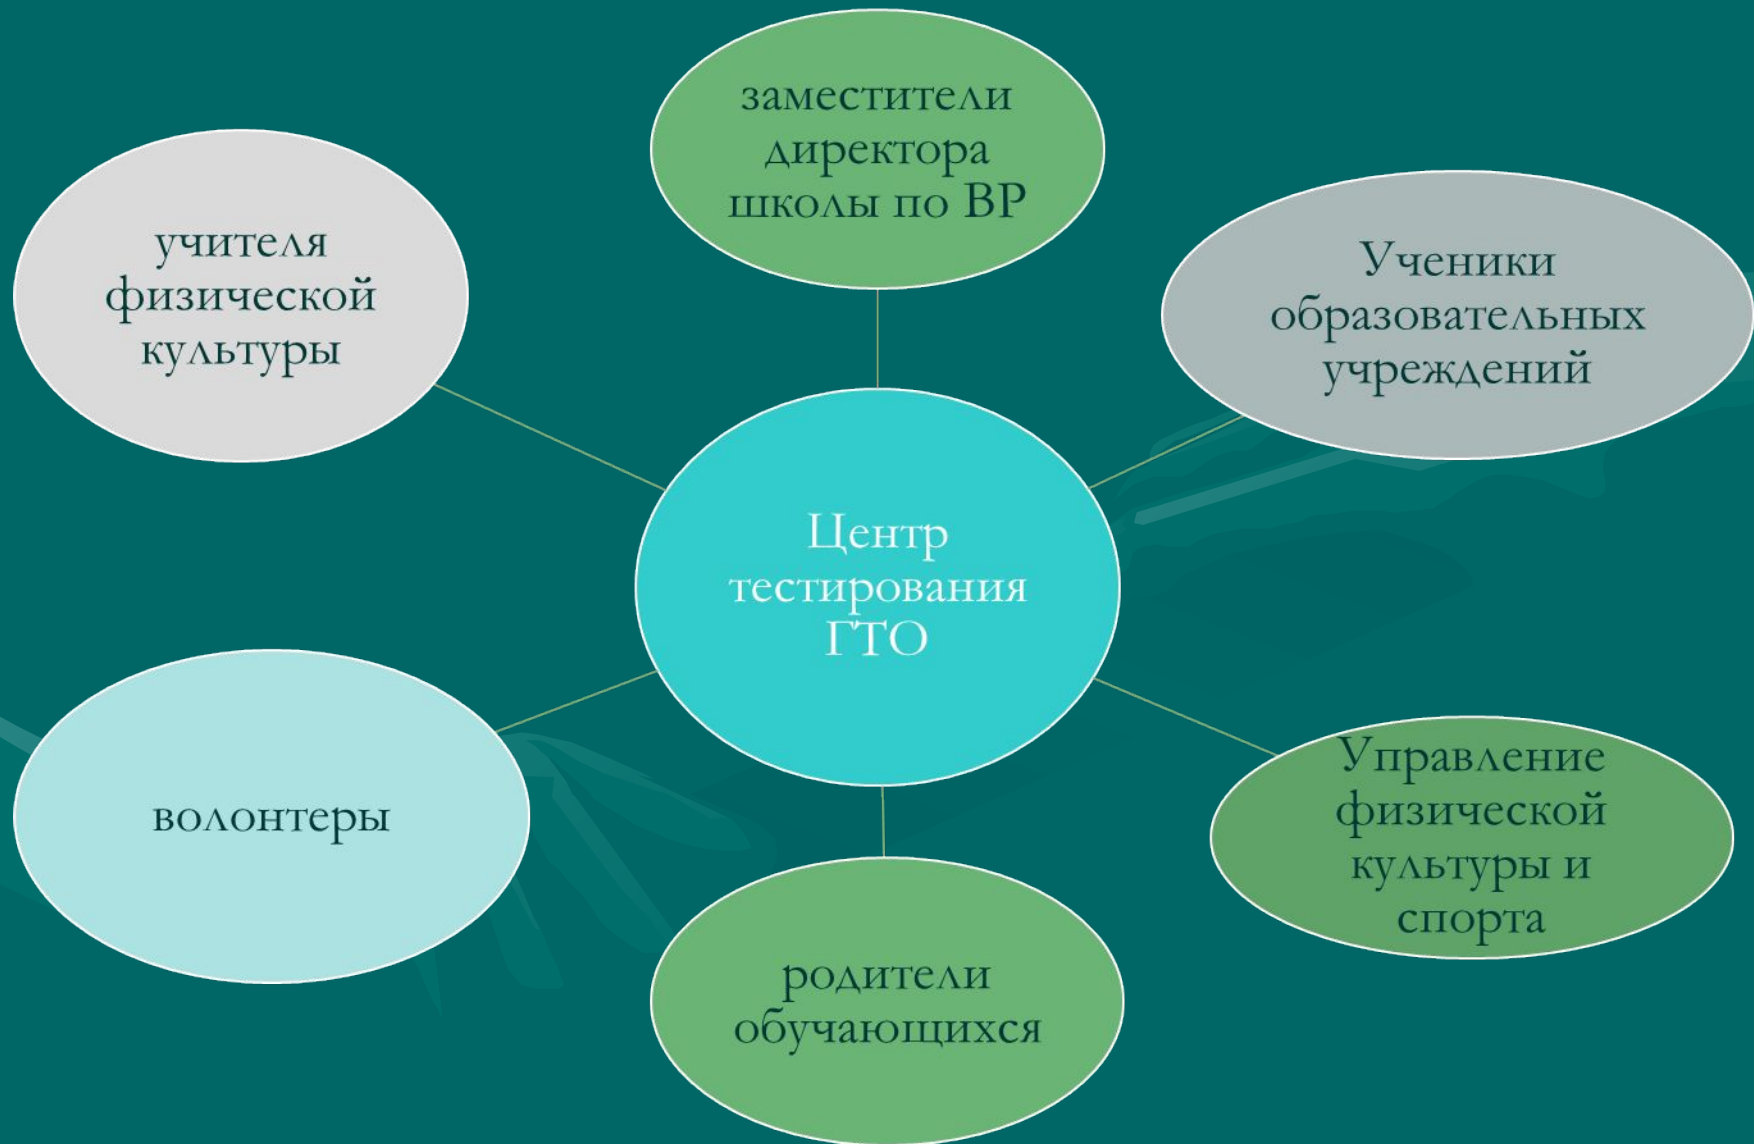 заместители
директора
школы по ВР
учителя
физической
культуры
Ученики
образовательных
учреждений
Центр
тестирования
ГТО
волонтеры
Управление
физической
культуры и
спорта
родители
обучающихся